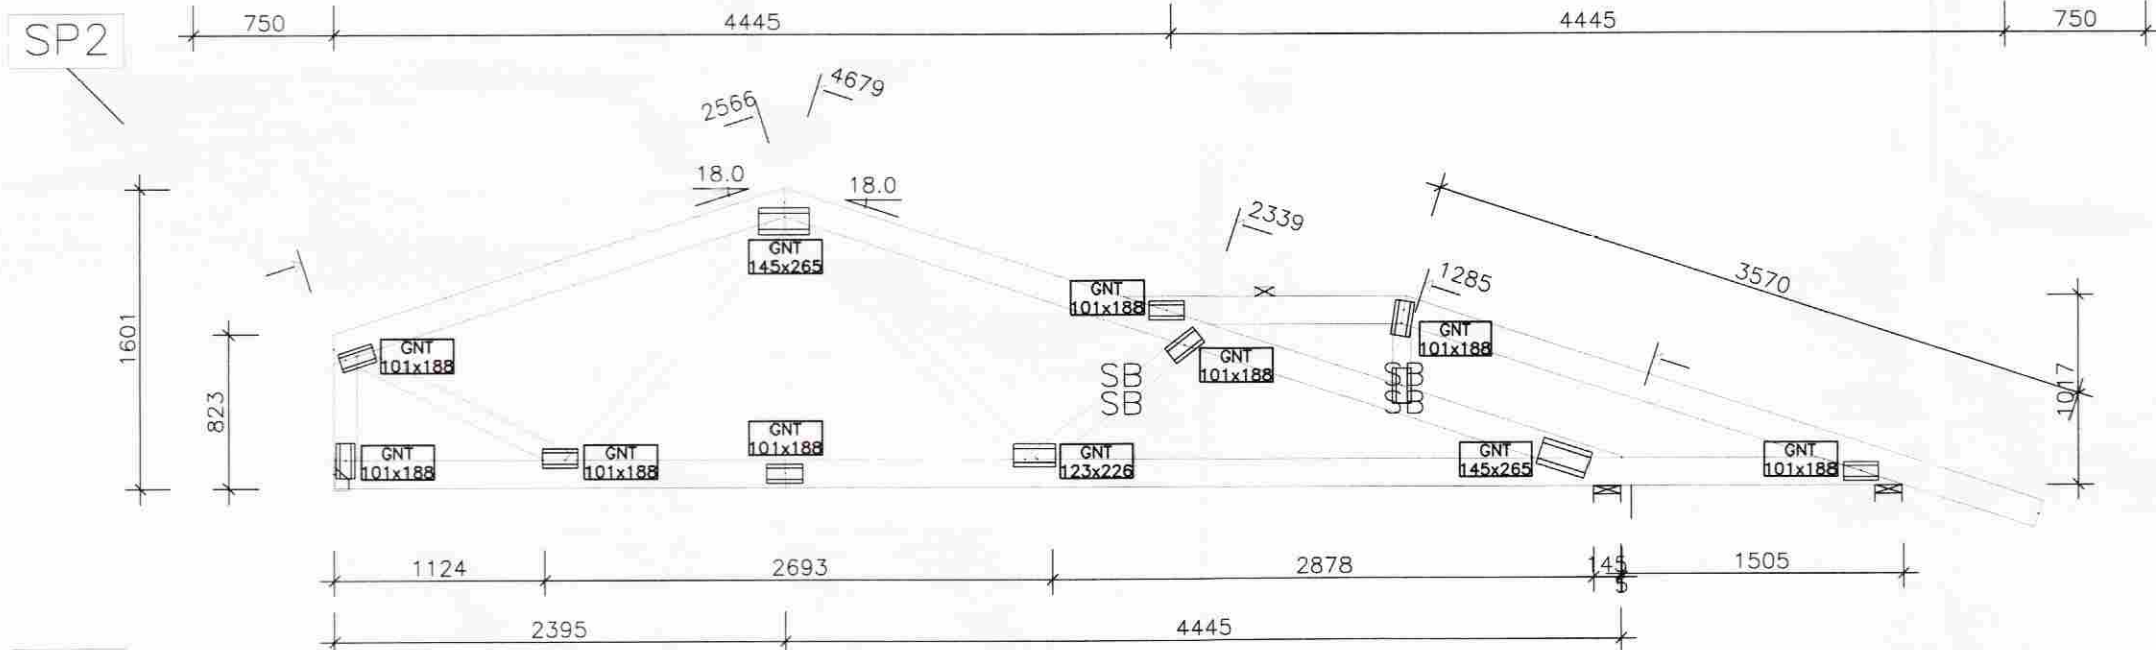 SP2
750
4445
4445
750
4679
2566
18.0
18.0
2339
1285
3570
1601
823
1017
GNT
145x265
GNT
101x188
GNT
101x188
GNT
101x188
GNT
101x188
SB
SB
SB
SB
GNT
101x188
GNT
101x188
GNT
101x188
GNT
123x226
GNT
145x265
GNT
101x188
1124
2693
2878
145
5
1505
2395
4445